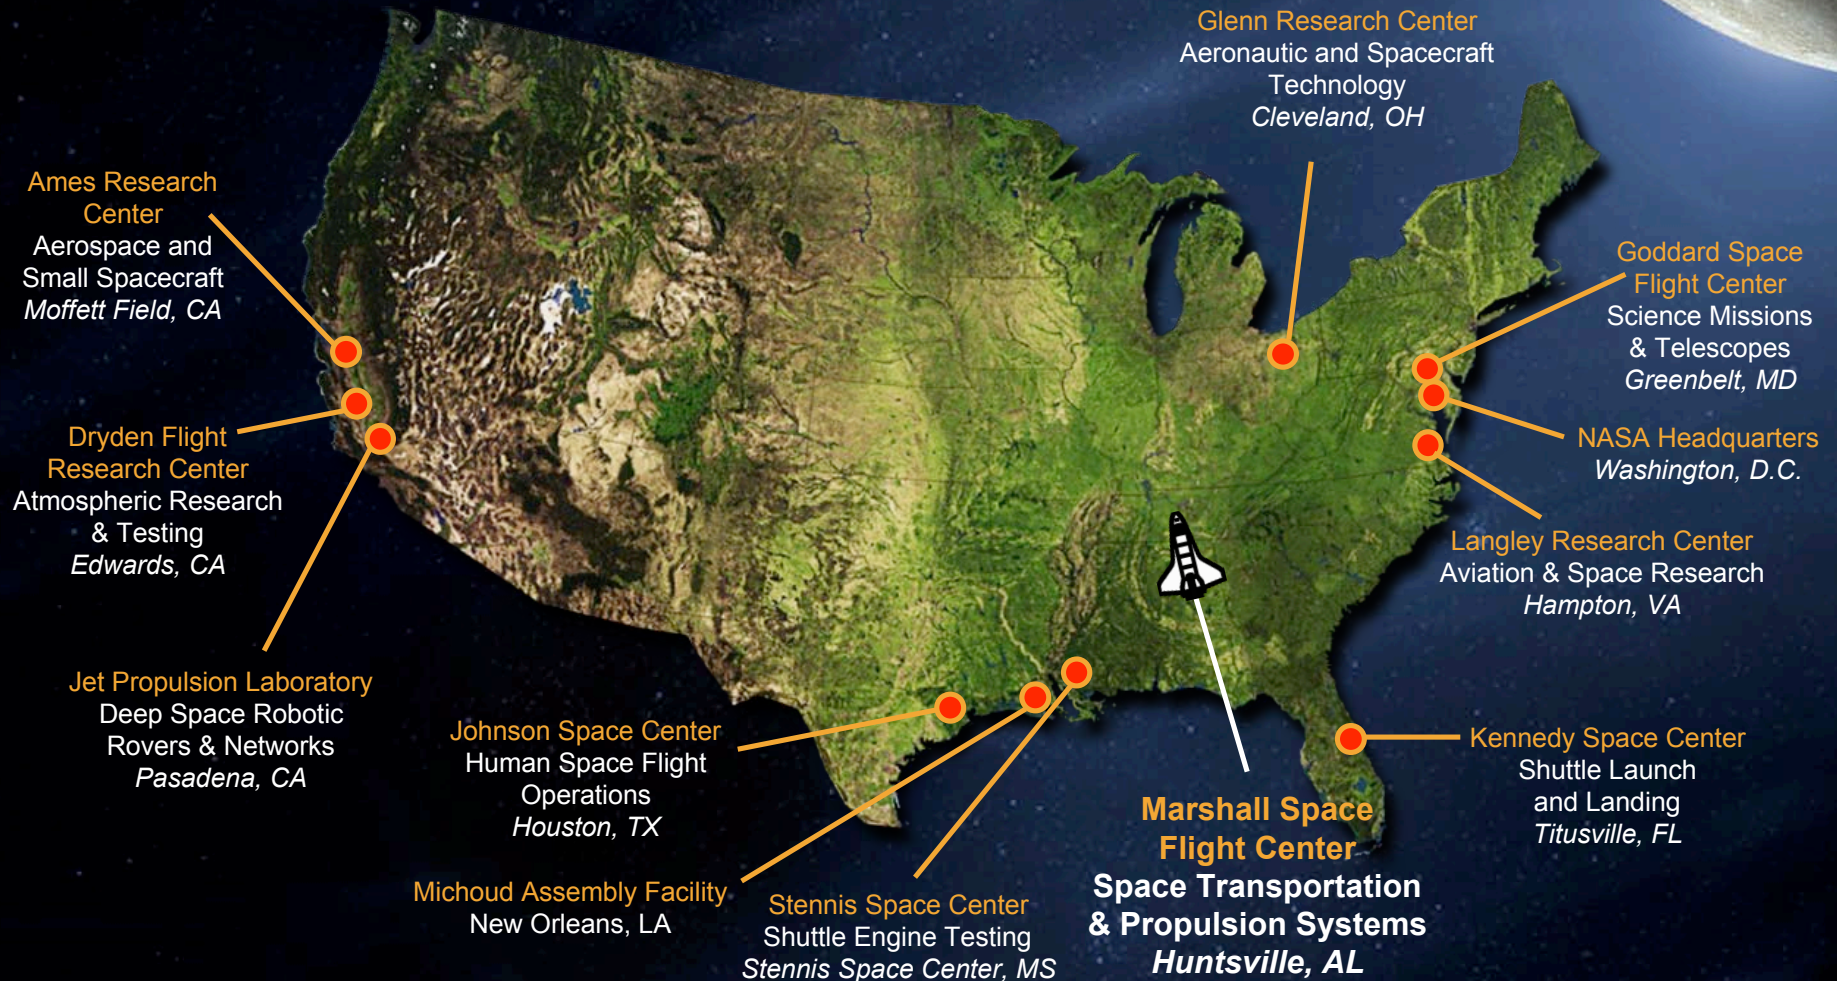 Glenn Research Center
Aeronautic and Spacecraft
Technology
Cleveland, OH
Ames Research
Center
Aerospace and
Small Spacecraft
Moffett Field, CA
Goddard Space
Flight Center
Science Missions
& Telescopes
Greenbelt, MD
Dryden Flight
Research Center
Atmospheric Research
& Testing
Edwards, CA
NASA Headquarters
Washington, D.C.
Langley Research Center
Aviation & Space Research
Hampton, VA
Jet Propulsion Laboratory
Deep Space Robotic
Rovers & Networks
Pasadena, CA
Johnson Space Center
Human Space Flight
Operations
Houston, TX
Kennedy Space Center
Shuttle Launch
and Landing
Titusville, FL
Michoud Assembly Facility
New Orleans, LA
Stennis Space Center
Shuttle Engine Testing
Stennis Space Center, MS
Marshall Space
Flight Center
Space Transportation
& Propulsion Systems
Huntsville, AL